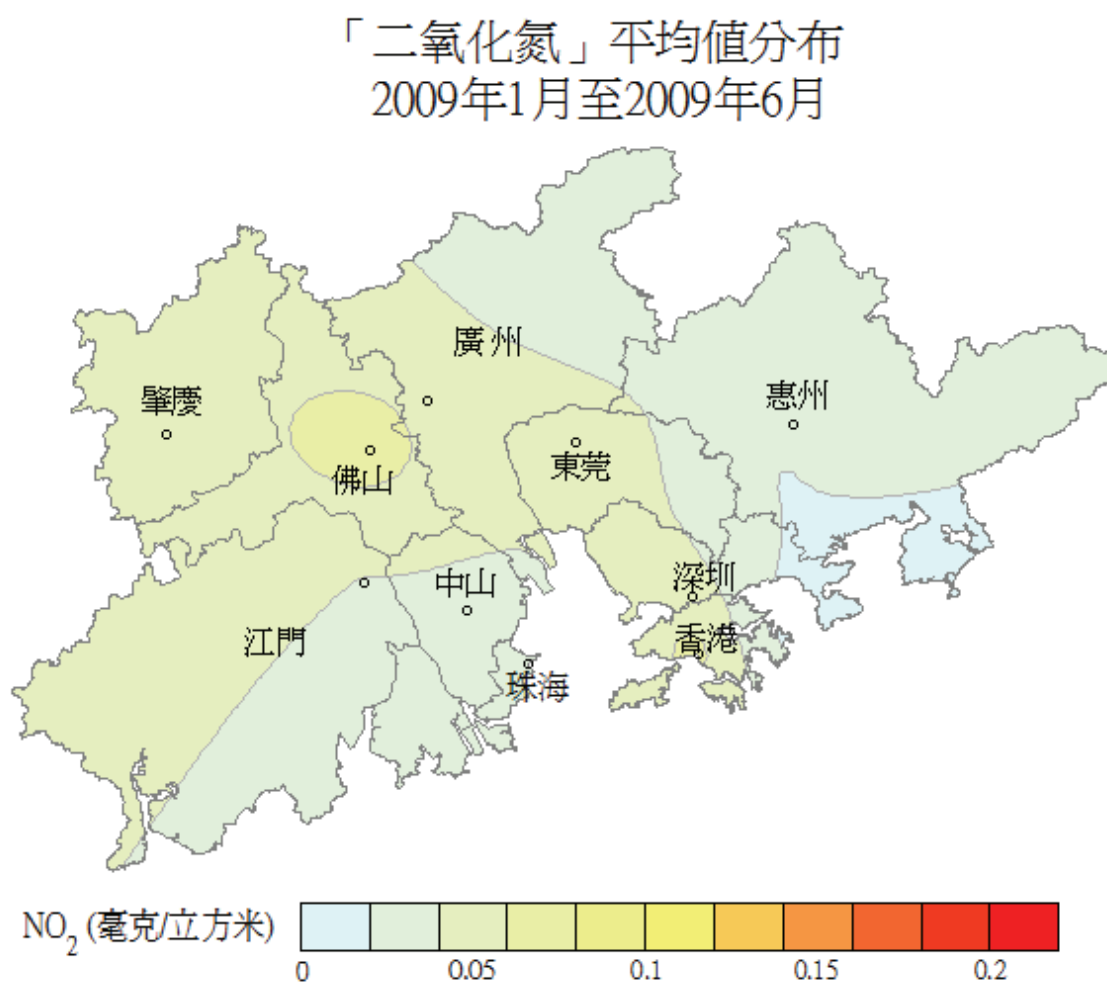 「二氧化氮」平均值分布
2009年1月至2009年6月
廣州
肇慶
惠州
東莞
佛山
深圳
中山
江門
香港
珠海
NO₂ (毫克/立方米)
0 0.05 0.1 0.15 0.2